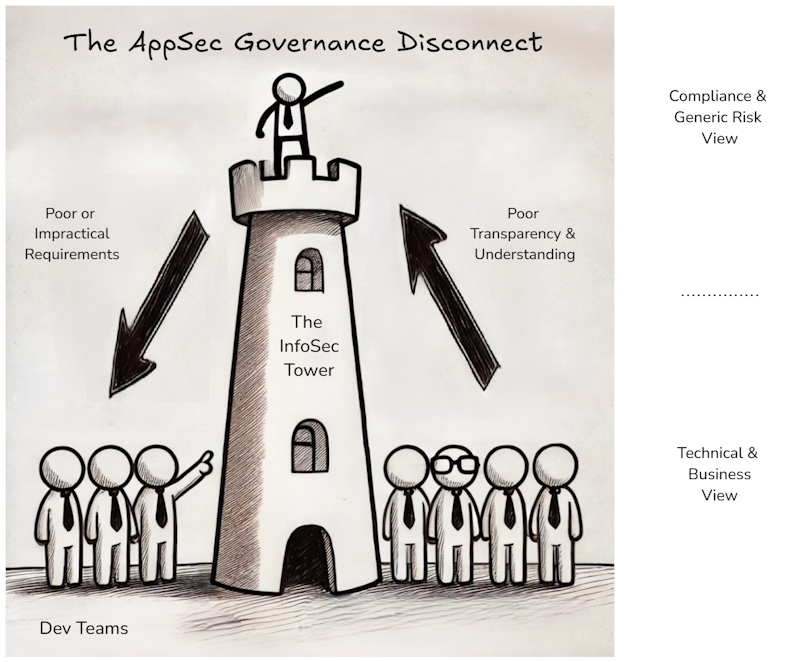 The AppSec Governance Disconnect
Compliance &
Generic Risk
View
Poor or
Impractical
Requirements
Poor
Transparency &
Understanding
...............
The
InfoSec
Tower
Technical &
Business
View
Dev Teams